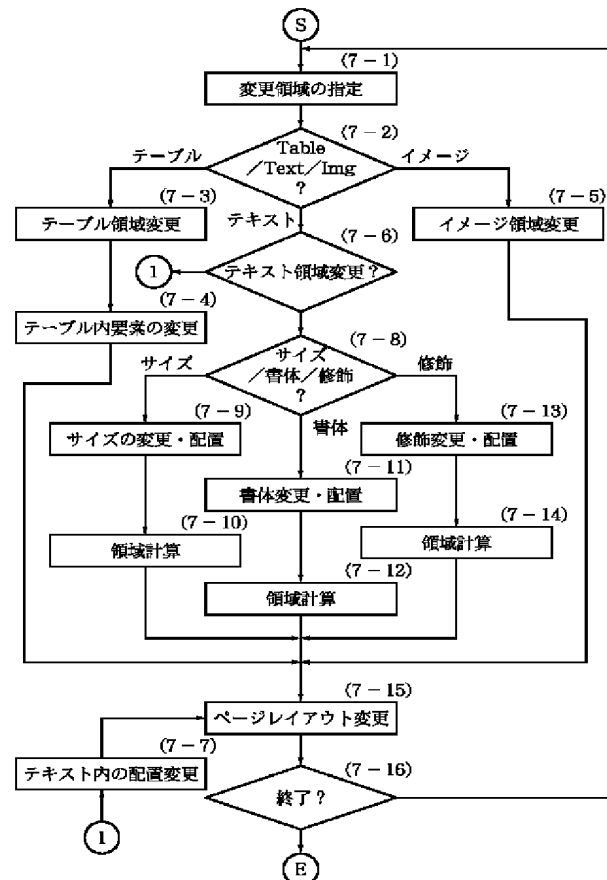 S
(7-1)
変更領域の指定
(7-2)
Table
/Text/Img
?
テーブル
イメージ
(7-3)
テーブル領域変更
テキスト
(7-5)
イメージ領域変更
(7-6)
テキスト領域変更?
1
(7-4)
テーブル内要素の変更
(7-8)
サイズ
/書体/修飾
?
サイズ
修飾
(7-9)
サイズの変更・配置
書体
(7-13)
修飾変更・配置
(7-11)
書体変更・配置
(7-10)
領域計算
(7-14)
領域計算
(7-12)
領域計算
(7-15)
ページレイアウト変更
(7-7)
テキスト内の配置変更
(7-16)
終了?
1
E